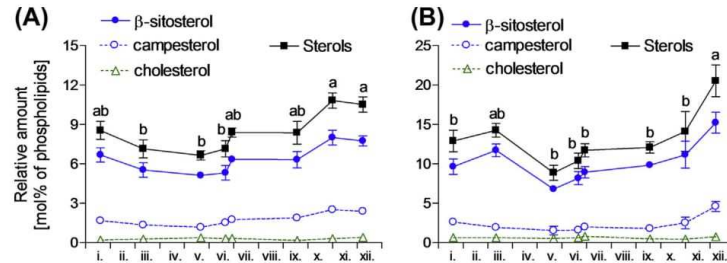 (A)
β-sitosterol
campesterol
Sterols
cholesterol
Relative amount
[mol% of phospholipids]
15
12
9
6
3
0
ab
b
b
b
ab
ab
a
a
i. ii. iii. iv. v. vi. vii. viii. ix. x. xi. xii.
(B)
β-sitosterol
campesterol
Sterols
cholesterol
25
20
15
10
5
0
b
ab
b
b
b
b
b
a
i. ii. iii. iv. v. vi. vii. viii. ix. x. xi. xii.